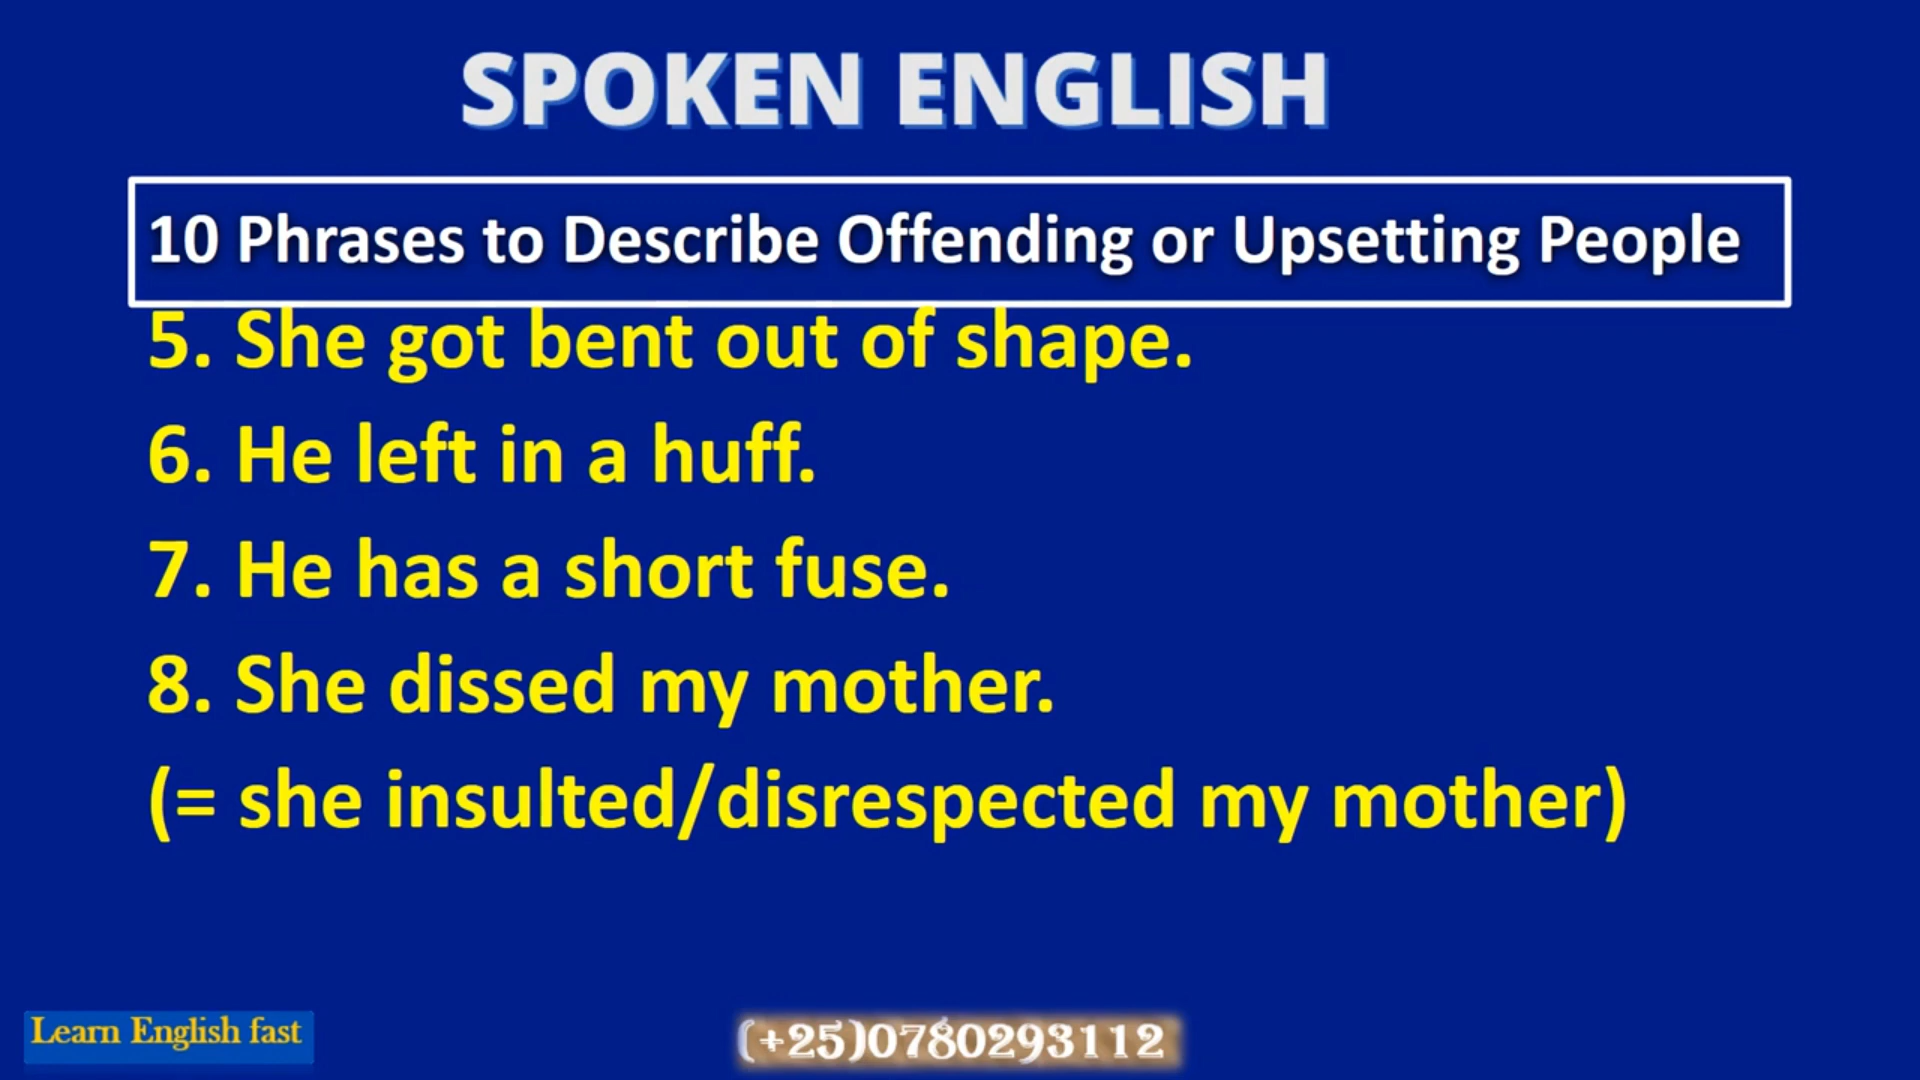 SPOKEN ENGLISH
10 Phrases to Describe Offending or Upsetting People
5. She got bent out of shape.
6. He left in a huff.
7. He has a short fuse.
8. She dissed my mother.
(= she insulted/disrespected my mother)
Learn English fast
(+25)0780293112